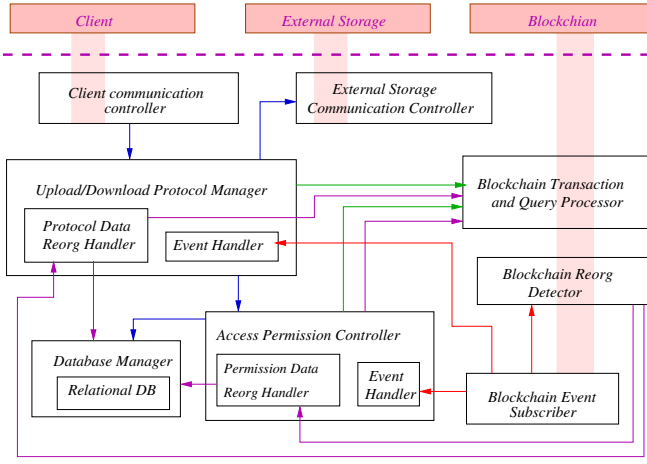 Client
External Storage
Blockchian
Client communication
controller
External Storage
Communication Controller
Upload/Download Protocol Manager
Blockchain Transaction
and Query Processor
Protocol Data
Reorg Handler
Event Handler
Blockchain Reorg
Detector
Access Permission Controller
Database Manager
Relational DB
Permission Data
Reorg Handler
Event
Handler
Blockchain Event
Subscriber